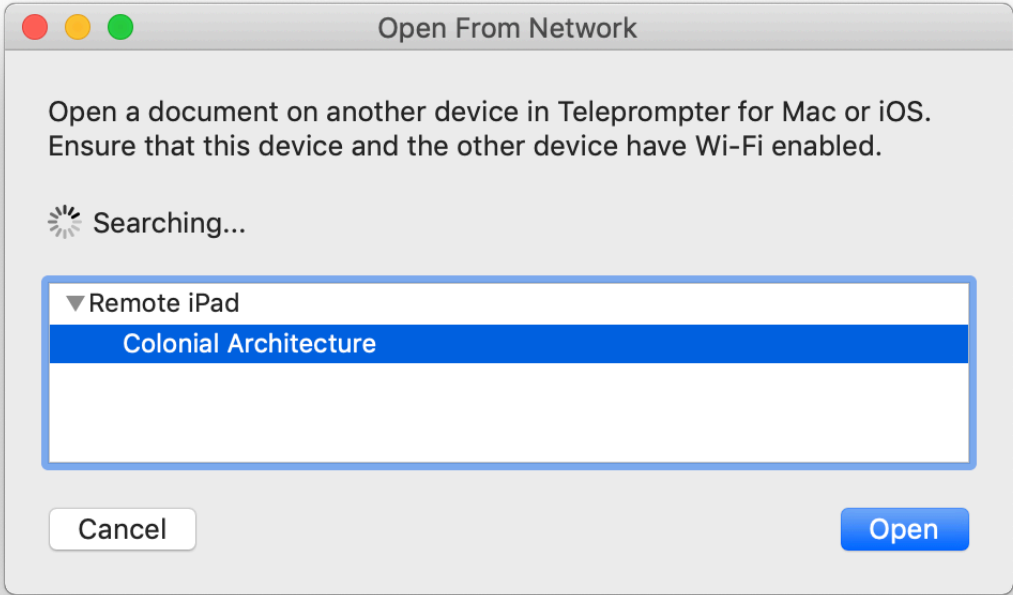 Open From Network
Open a document on another device in Teleprompter for Mac or iOS.
Ensure that this device and the other device have Wi-Fi enabled.
Searching...
Remote iPad
Colonial Architecture
Cancel
Open